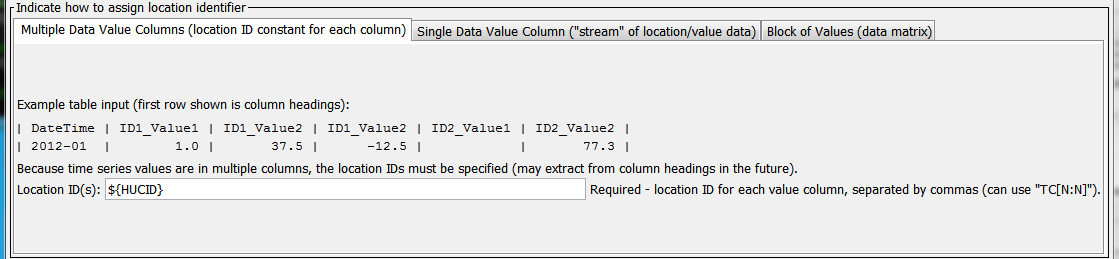 Indicate how to assign location identifier
Multiple Data Value Columns (location ID constant for each column) Single Data Value Column ("stream" of location/value data) Block of Values (data matrix)
Example table input (first row shown is column headings):
| DateTime | ID1_Value1 | ID1_Value2 | ID1_Value2 | ID2_Value1 | ID2_Value2 |
| 2012-01 | 1.0 | 37.5 | -12.5 | | 77.3 |
Because time series values are in multiple columns, the location IDs must be specified (may extract from column headings in the future).
Location ID(s): ${HUCID} Required - location ID for each value column, separated by commas (can use "TC[N:N]").